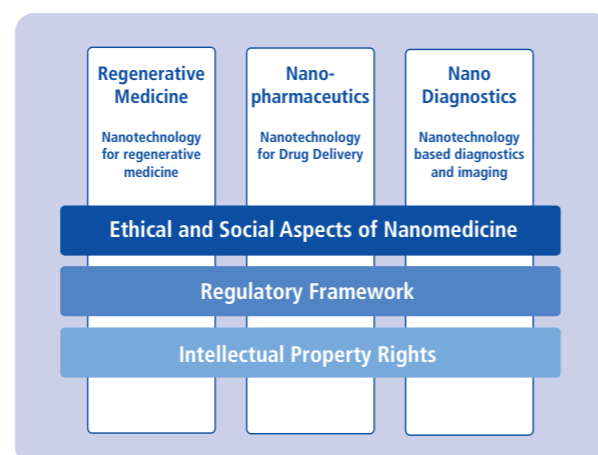 Regenerative
Medicine
Nanotechnology
for regenerative
medicine
Nano-
pharmaceutics
Nanotechnology
for Drug Delivery
Nano
Diagnostics
Nanotechnology
based diagnostics
and imaging
Ethical and Social Aspects of Nanomedicine
Regulatory Framework
Intellectual Property Rights